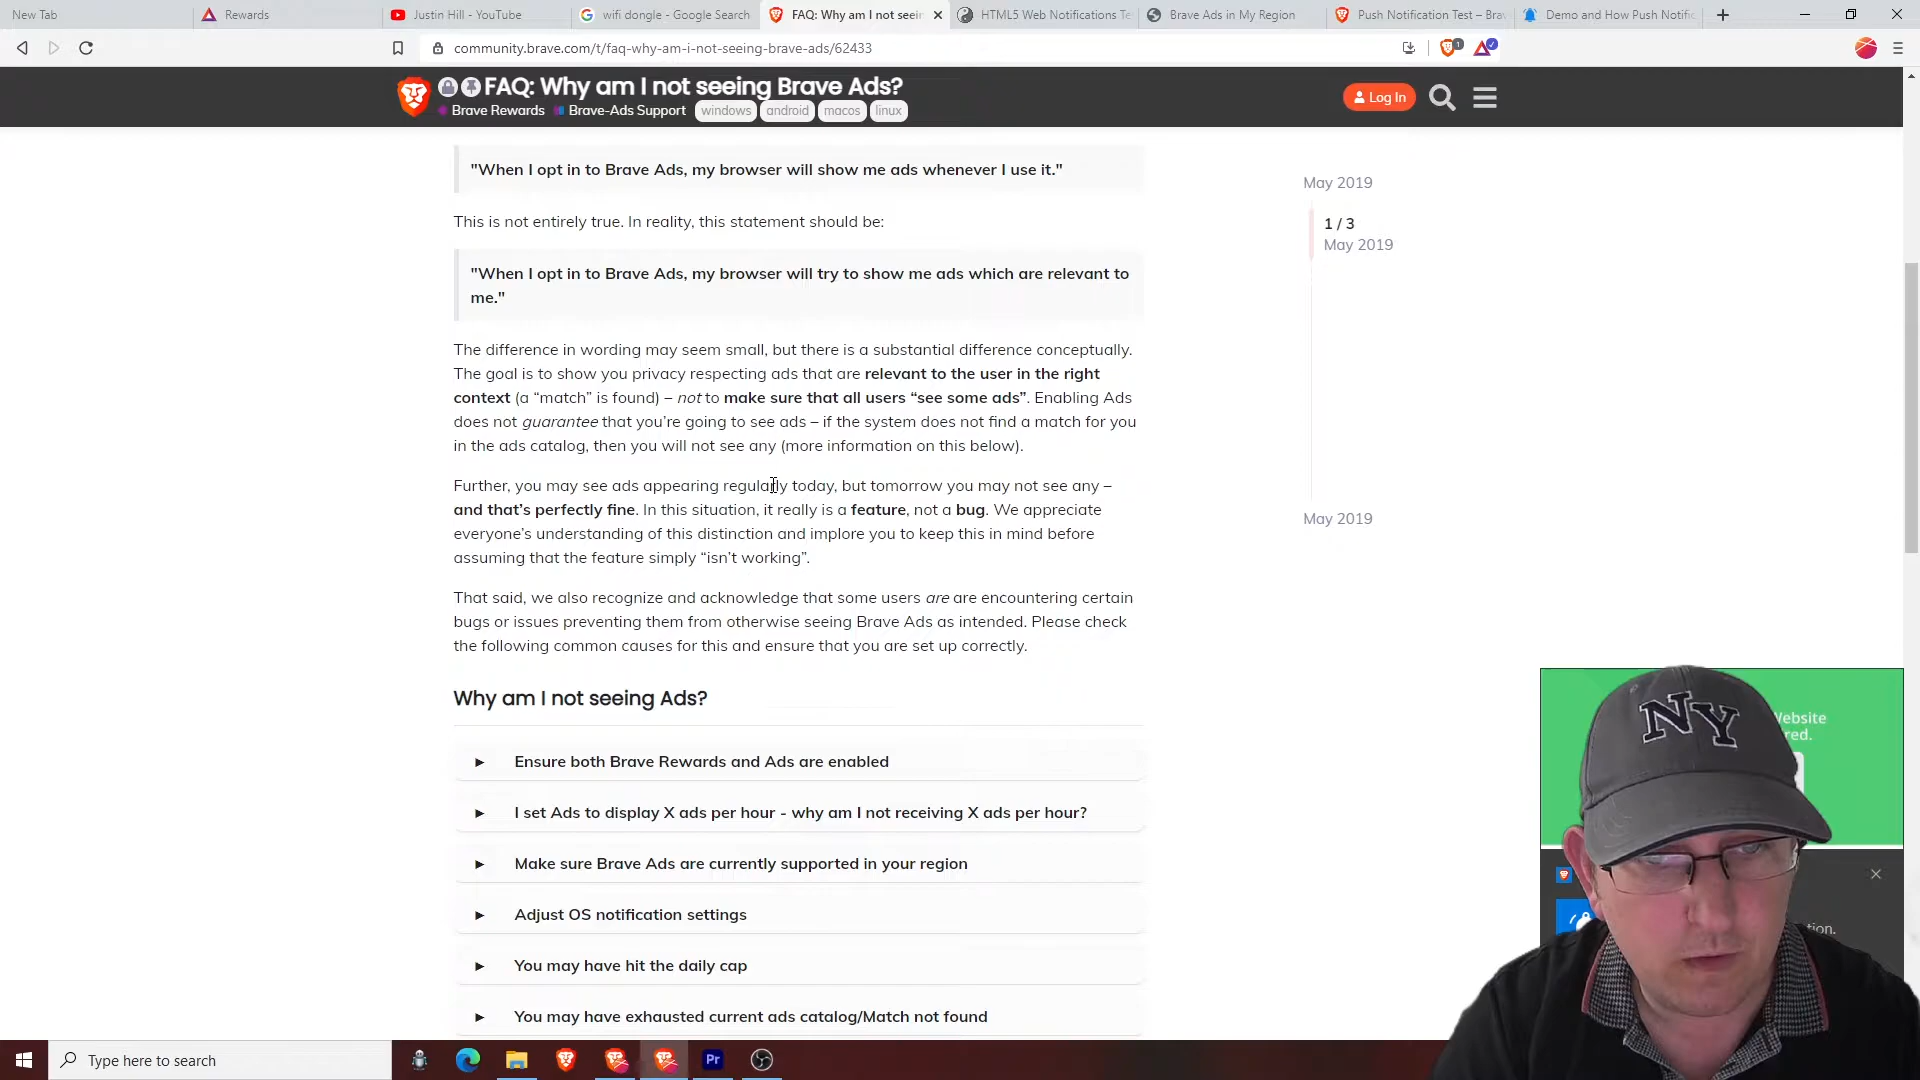 New Tab
Rewards
Justin Hill - YouTube
wifi dongle - Google Search
FAQ: Why am I not seein
HTML5 Web Notifications Te
Brave Ads in My Region
Push Notification Test – Bra
Demo and How Push Notific
community.brave.com/t/faq-why-am-i-not-seeing-brave-ads/62433
1
FAQ: Why am I not seeing Brave Ads?
Brave Rewards Brave-Ads Support windows android macos linux
Log In
"When I opt in to Brave Ads, my browser will show me ads whenever I use it."
This is not entirely true. In reality, this statement should be:
"When I opt in to Brave Ads, my browser will try to show me ads which are relevant to
me."
The difference in wording may seem small, but there is a substantial difference conceptually.
The goal is to show you privacy respecting ads that are relevant to the user in the right
context (a “match” is found) – not to make sure that all users “see some ads”. Enabling Ads
does not guarantee that you’re going to see ads – if the system does not find a match for you
in the ads catalog, then you will not see any (more information on this below).
Further, you may see ads appearing regularly today, but tomorrow you may not see any –
and that’s perfectly fine. In this situation, it really is a feature, not a bug. We appreciate
everyone’s understanding of this distinction and implore you to keep this in mind before
assuming that the feature simply “isn’t working”.
That said, we also recognize and acknowledge that some users are are encountering certain
bugs or issues preventing them from otherwise seeing Brave Ads as intended. Please check
the following common causes for this and ensure that you are set up correctly.
Why am I not seeing Ads?
Ensure both Brave Rewards and Ads are enabled
I set Ads to display X ads per hour - why am I not receiving X ads per hour?
Make sure Brave Ads are currently supported in your region
Adjust OS notification settings
You may have hit the daily cap
You may have exhausted current ads catalog/Match not found
May 2019
1 / 3
May 2019
May 2019
Website
red.
NY
tion.
Type here to search
Pr